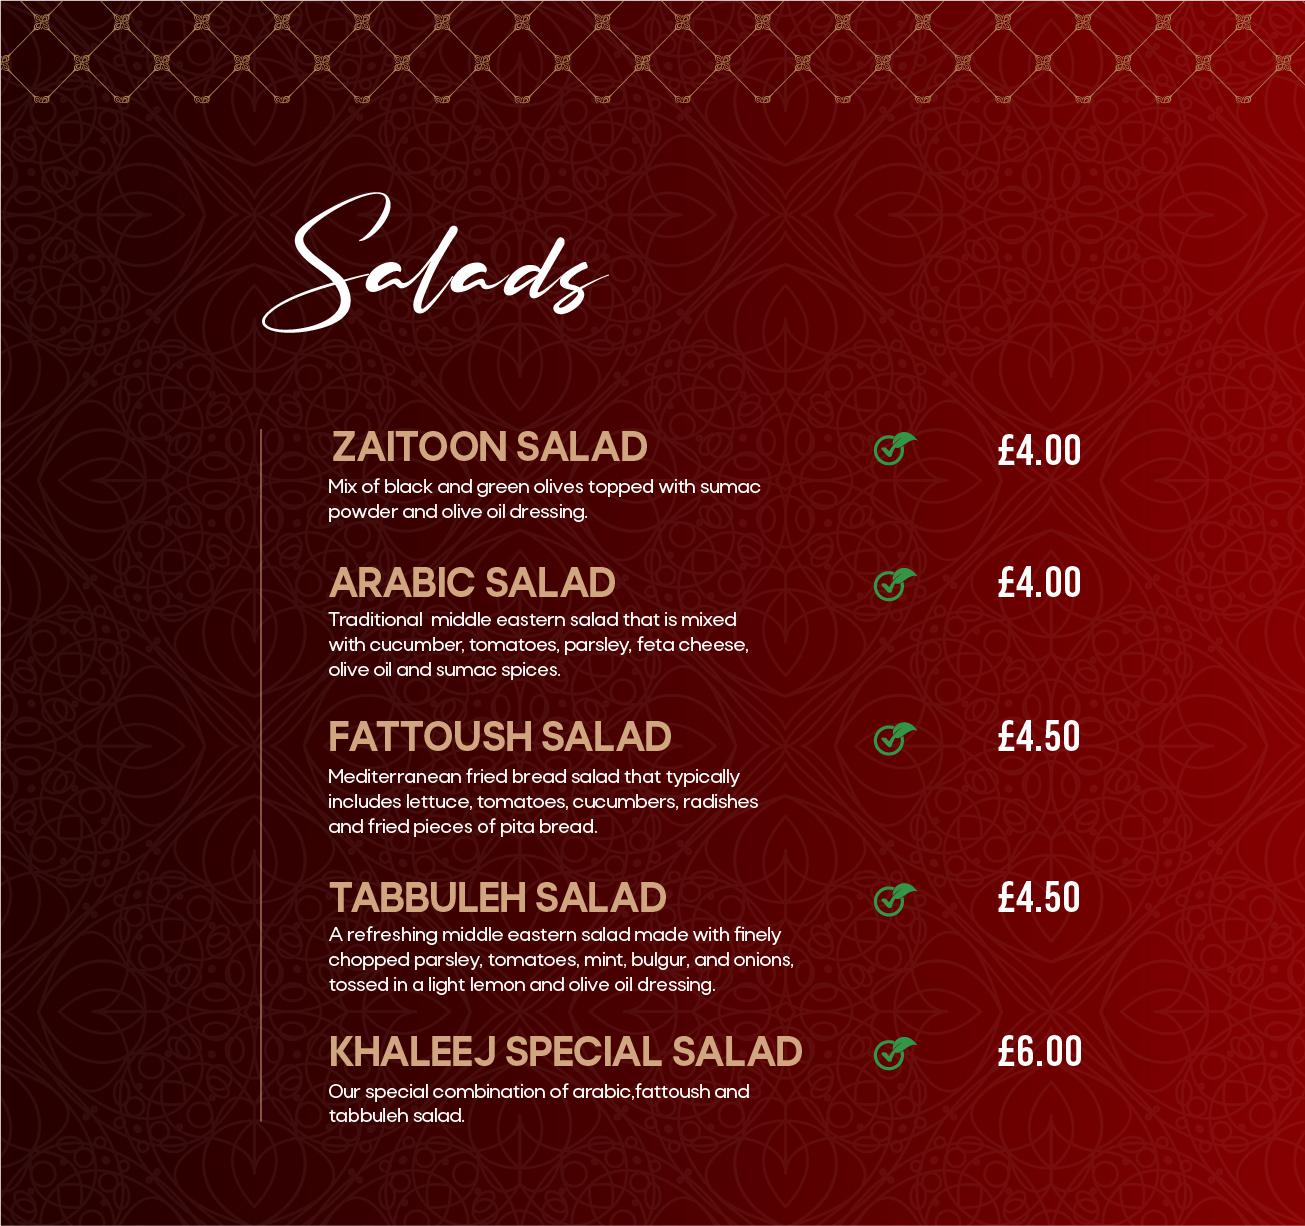 Salads
ZAITOON SALAD £4.00
Mix of black and green olives topped with sumac
powder and olive oil dressing.
ARABIC SALAD £4.00
Traditional  middle eastern salad that is mixed
with cucumber, tomatoes, parsley, feta cheese,
olive oil and sumac spices.
FATTOUSH SALAD £4.50
Mediterranean fried bread salad that typically
includes lettuce, tomatoes, cucumbers, radishes
and fried pieces of pita bread.
TABBULEH SALAD £4.50
A refreshing middle eastern salad made with finely
chopped parsley, tomatoes, mint, bulgur, and onions,
tossed in a light lemon and olive oil dressing.
KHALEEJ SPECIAL SALAD £6.00
Our special combination of arabic,fattoush and
tabbuleh salad.